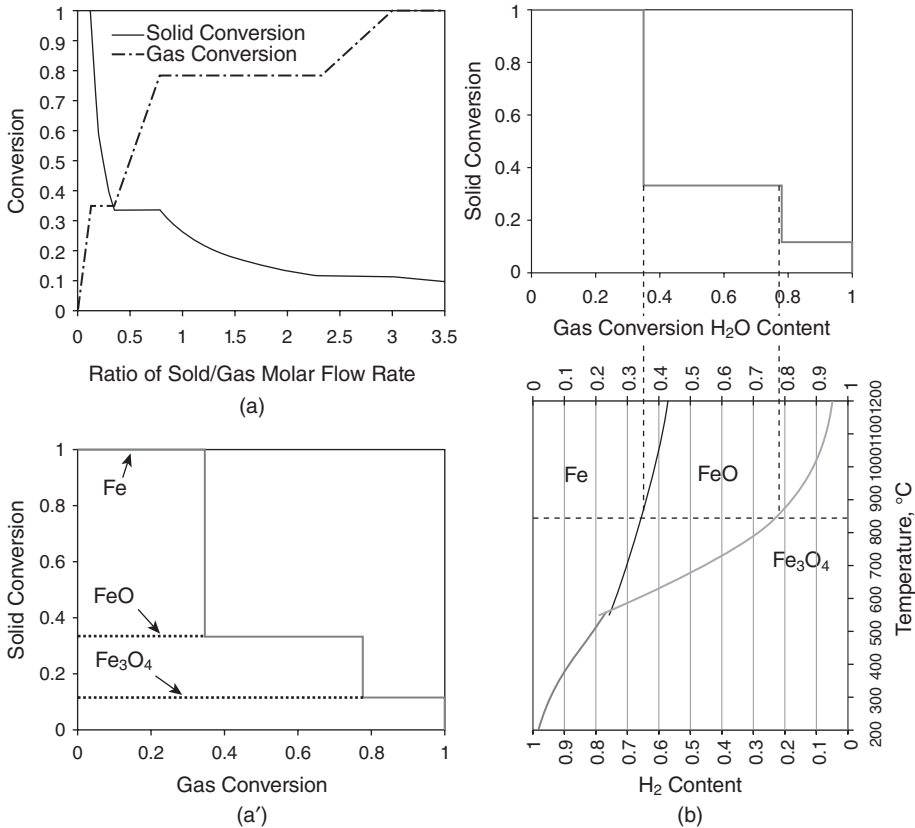 1
0.9
0.8
0.7
0.6
0.5
0.4
0.3
0.2
0.1
0
Conversion
Solid Conversion
Gas Conversion
0 0.5 1 1.5 2 2.5 3 3.5
Ratio of Sold/Gas Molar Flow Rate
(a)
1
0.8
0.6
0.4
0.2
0
Solid Conversion
0 0.2 0.4 0.6 0.8 1
Gas Conversion H₂O Content
1
0.8
0.6
0.4
0.2
0
Solid Conversion
Fe
FeO
Fe₃O₄
0 0.2 0.4 0.6 0.8 1
Gas Conversion
(a′)
0 0.1 0.2 0.3 0.4 0.5 0.6 0.7 0.8 0.9 1
Fe
FeO
Fe₃O₄
200 300 400 500 600 700 800 900 1000 1100 1200
Temperature, °C
1 0.9 0.8 0.7 0.6 0.5 0.4 0.3 0.2 0.1 0
H₂ Content
(b)